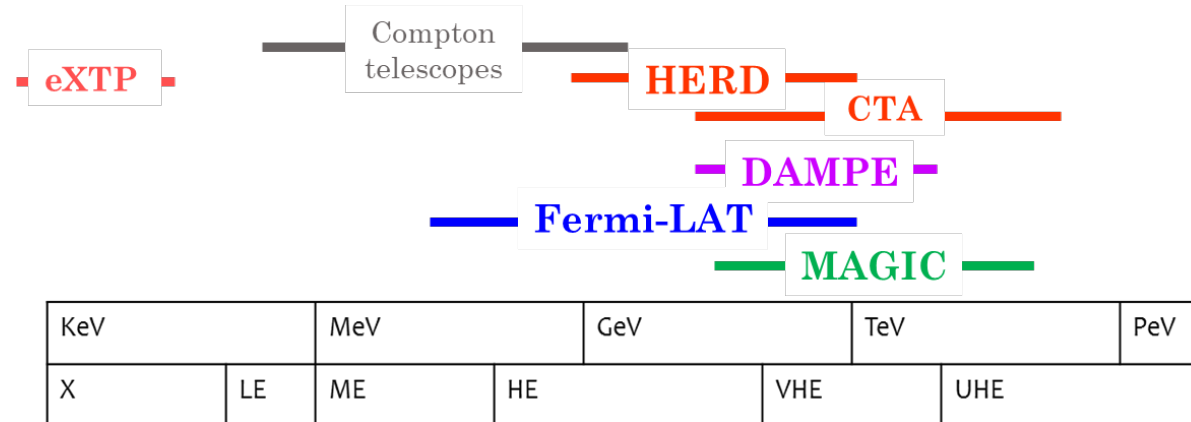 Compton
telescopes
eXTP
HERD
CTA
DAMPE
Fermi-LAT
MAGIC
KeV MeV GeV TeV PeV
X LE ME HE VHE UHE